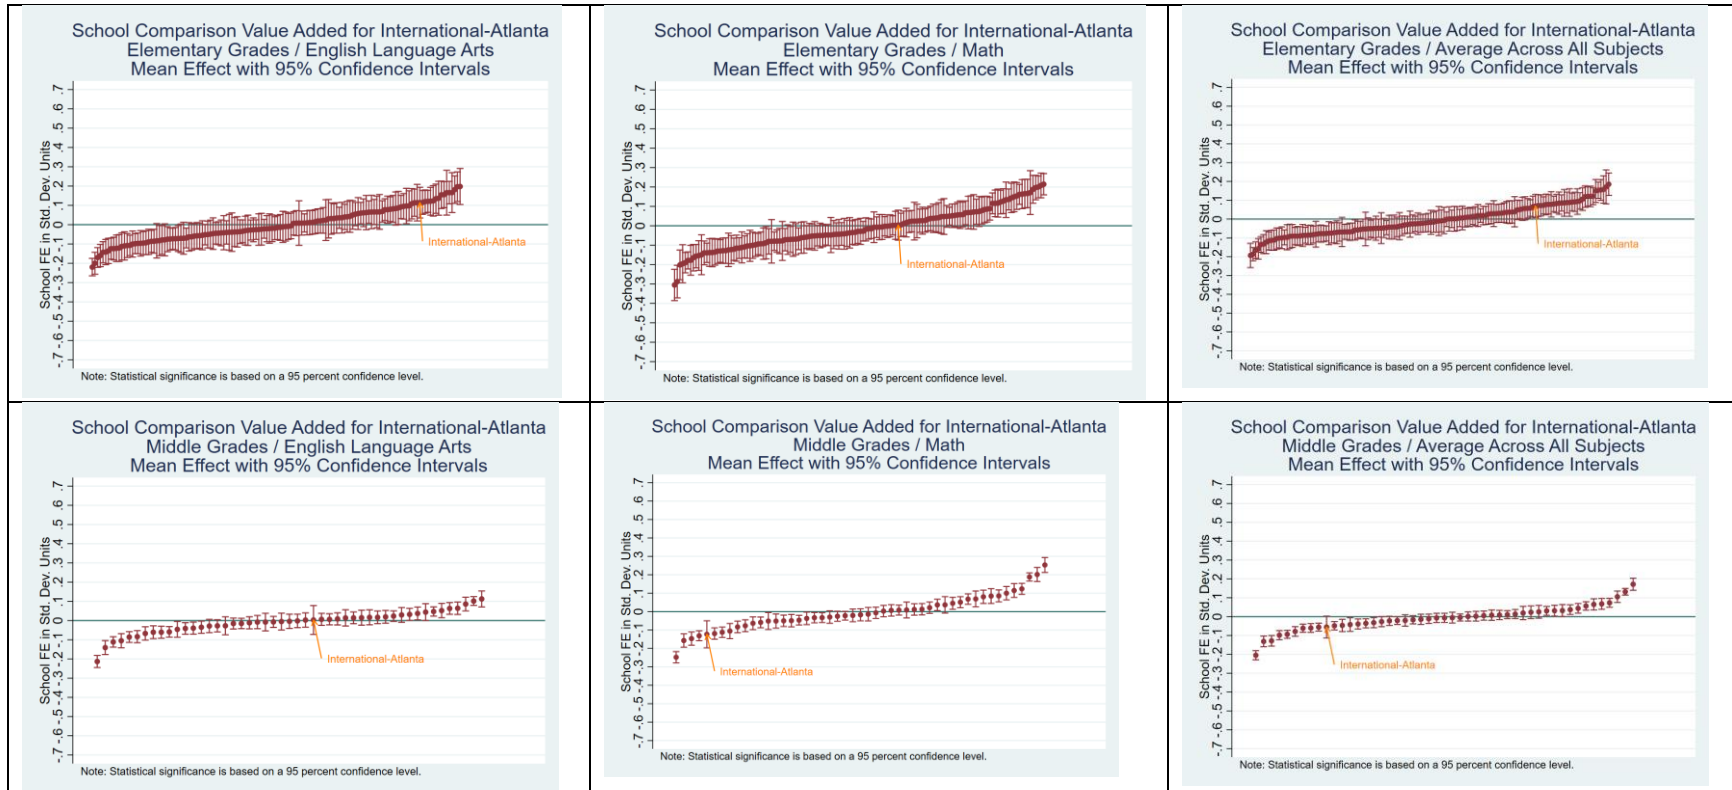 School Comparison Value Added for International-Atlanta
Elementary Grades / English Language Arts
Mean Effect with 95% Confidence Intervals
School FE in Std. Dev. Units
-.7 -.6 -.5 -.4 -.3 -.2 -.1 0 .1 .2 .3 .4 .5 .6 .7
International-Atlanta
Note: Statistical significance is based on a 95 percent confidence level.
School Comparison Value Added for International-Atlanta
Elementary Grades / Math
Mean Effect with 95% Confidence Intervals
School FE in Std. Dev. Units
-.7 -.6 -.5 -.4 -.3 -.2 -.1 0 .1 .2 .3 .4 .5 .6 .7
International-Atlanta
Note: Statistical significance is based on a 95 percent confidence level.
School Comparison Value Added for International-Atlanta
Elementary Grades / Average Across All Subjects
Mean Effect with 95% Confidence Intervals
School FE in Std. Dev. Units
-.7 -.6 -.5 -.4 -.3 -.2 -.1 0 .1 .2 .3 .4 .5 .6 .7
International-Atlanta
Note: Statistical significance is based on a 95 percent confidence level.
School Comparison Value Added for International-Atlanta
Middle Grades / English Language Arts
Mean Effect with 95% Confidence Intervals
School FE in Std. Dev. Units
-.7 -.6 -.5 -.4 -.3 -.2 -.1 0 .1 .2 .3 .4 .5 .6 .7
International-Atlanta
Note: Statistical significance is based on a 95 percent confidence level.
School Comparison Value Added for International-Atlanta
Middle Grades / Math
Mean Effect with 95% Confidence Intervals
School FE in Std. Dev. Units
-.7 -.6 -.5 -.4 -.3 -.2 -.1 0 .1 .2 .3 .4 .5 .6 .7
International-Atlanta
Note: Statistical significance is based on a 95 percent confidence level.
School Comparison Value Added for International-Atlanta
Middle Grades / Average Across All Subjects
Mean Effect with 95% Confidence Intervals
School FE in Std. Dev. Units
-.7 -.6 -.5 -.4 -.3 -.2 -.1 0 .1 .2 .3 .4 .5 .6 .7
International-Atlanta
Note: Statistical significance is based on a 95 percent confidence level.